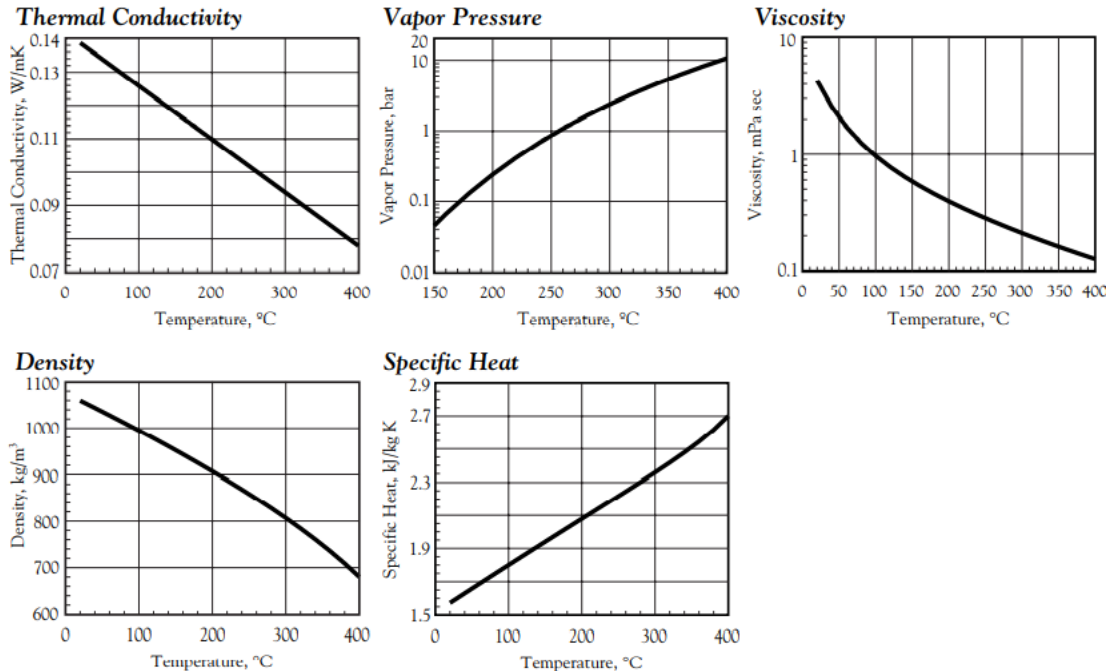 Thermal Conductivity
0.14
0.13
0.11
0.09
0.07
Thermal Conductivity, W/mK
0 100 200 300 400
Temperature, ºC
Vapor Pressure
20
10
1
0.1
0.01
Vapor Pressure, bar
150 200 250 300 350 400
Temperature, ºC
Viscosity
10
1
0.1
Viscosity, mPa sec
0 50 100 150 200 250 300 350 400
Temperature, ºC
Density
1100
1000
900
800
700
600
Density, kg/m³
0 100 200 300 400
Temperature, ºC
Specific Heat
2.9
2.7
2.3
1.9
1.5
Specific Heat, kJ/kg K
0 100 200 300 400
Temperature, ºC